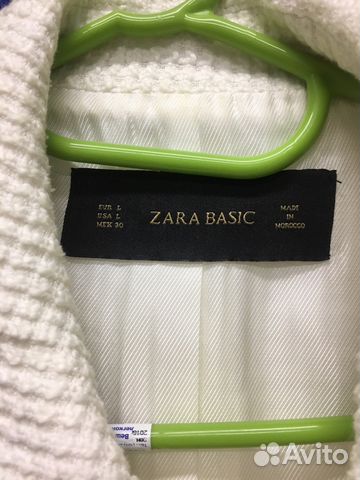 EUR L
USA L
MEX 30
ZARA BASIC
MADE
IN
MOROCCO
Avito